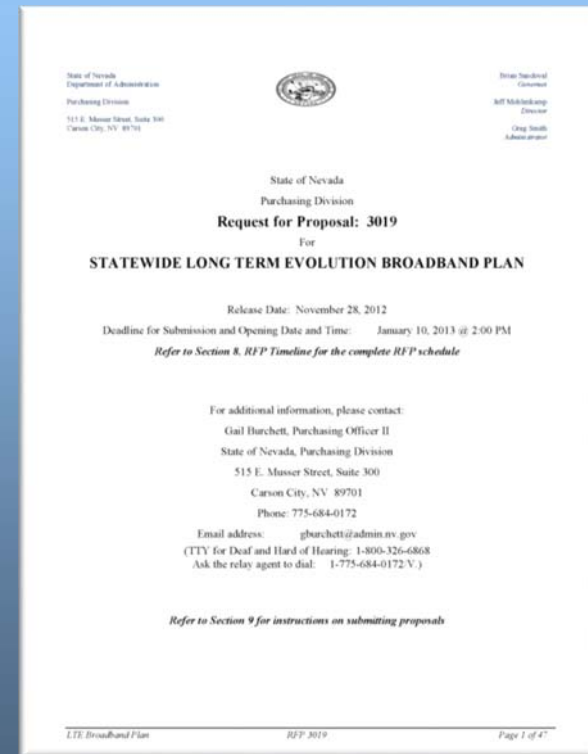 State of Nevada
Department of Administration
Purchasing Division
515 E. Musser Street, Suite 300
Carson City, NV 89701
Brian Sandoval
Governor
Jeff Mohlenkamp
Director
Greg Smith
Administrator
State of Nevada
Purchasing Division
Request for Proposal: 3019
For
STATEWIDE LONG TERM EVOLUTION BROADBAND PLAN
Release Date: November 28, 2012
Deadline for Submission and Opening Date and Time: January 10, 2013 @ 2:00 PM
Refer to Section 8, RFP Timeline for the complete RFP schedule
For additional information, please contact:
Gail Burchett, Purchasing Officer II
State of Nevada, Purchasing Division
515 E. Musser Street, Suite 300
Carson City, NV 89701
Phone: 775-684-0172
Email address: gburchett@admin.nv.gov
(TTY for Deaf and Hard of Hearing: 1-800-326-6868
Ask the relay agent to dial: 1-775-684-0172/V.)
Refer to Section 9 for instructions on submitting proposals
LTE Broadband Plan RFP 3019 Page 1 of 47